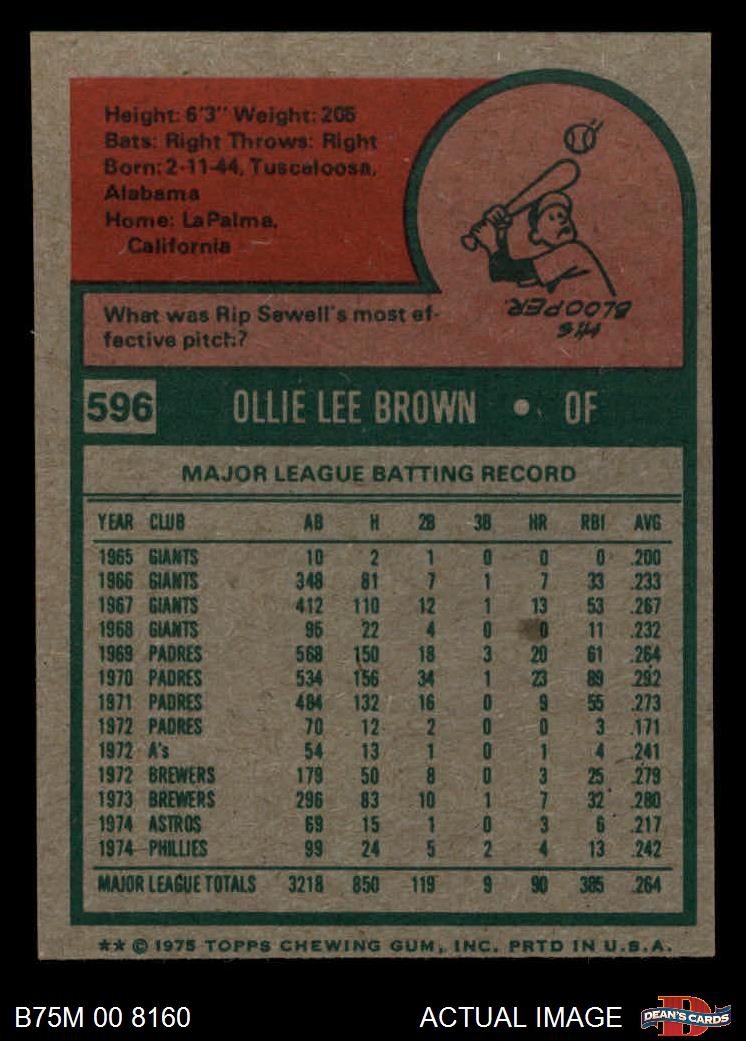 Height: 6'3" Weight: 205
Bats: Right Throws: Right
Born: 2-11-44, Tuscaloosa,
Alabama
Home: LaPalma,
California
What was Rip Sewell's most ef-
fective pitch?
HIS
BLOOPER.
596 OLLIE LEE BROWN • OF
MAJOR LEAGUE BATTING RECORD
YEAR CLUB AB H 2B 3B HR RBI AVG
1965 GIANTS 10 2 1 0 0 0 .200
1966 GIANTS 348 81 7 1 7 33 .233
1967 GIANTS 412 110 12 1 13 53 .267
1968 GIANTS 95 22 4 0 0 11 .232
1969 PADRES 568 150 18 3 20 61 .264
1970 PADRES 534 156 34 1 23 89 .292
1971 PADRES 484 132 16 0 9 55 .273
1972 PADRES 70 12 2 0 0 3 .171
1972 A's 54 13 1 0 1 4 .241
1972 BREWERS 179 50 8 0 3 25 .279
1973 BREWERS 296 83 10 1 7 32 .280
1974 ASTROS 69 15 1 0 3 6 .217
1974 PHILLIES 99 24 5 2 4 13 .242
MAJOR LEAGUE TOTALS 3218 850 119 9 90 385 .264
** © 1975 TOPPS CHEWING GUM, INC. PRTD IN U.S.A.
B75M 00 8160 ACTUAL IMAGE D DEAN'S CARDS